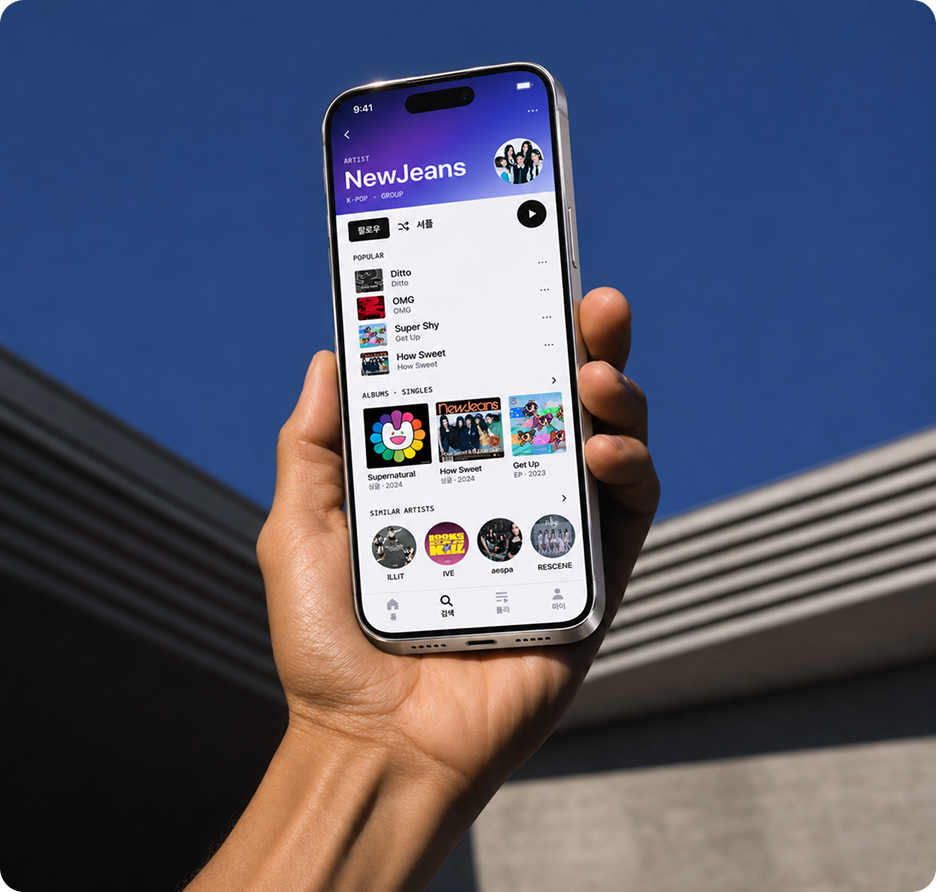 9:41
ARTIST
NewJeans
K-POP · GROUP
팔로우 셔플
POPULAR
Ditto
Ditto
OMG
OMG
Super Shy
Get Up
How Sweet
How Sweet
ALBUMS · SINGLES
NewJeans
Supernatural
싱글 · 2024
How Sweet
싱글 · 2024
Get Up
EP · 2023
SIMILAR ARTISTS
ILLIT
IVE
aespa
RESCENE
홈
검색
플리
마이